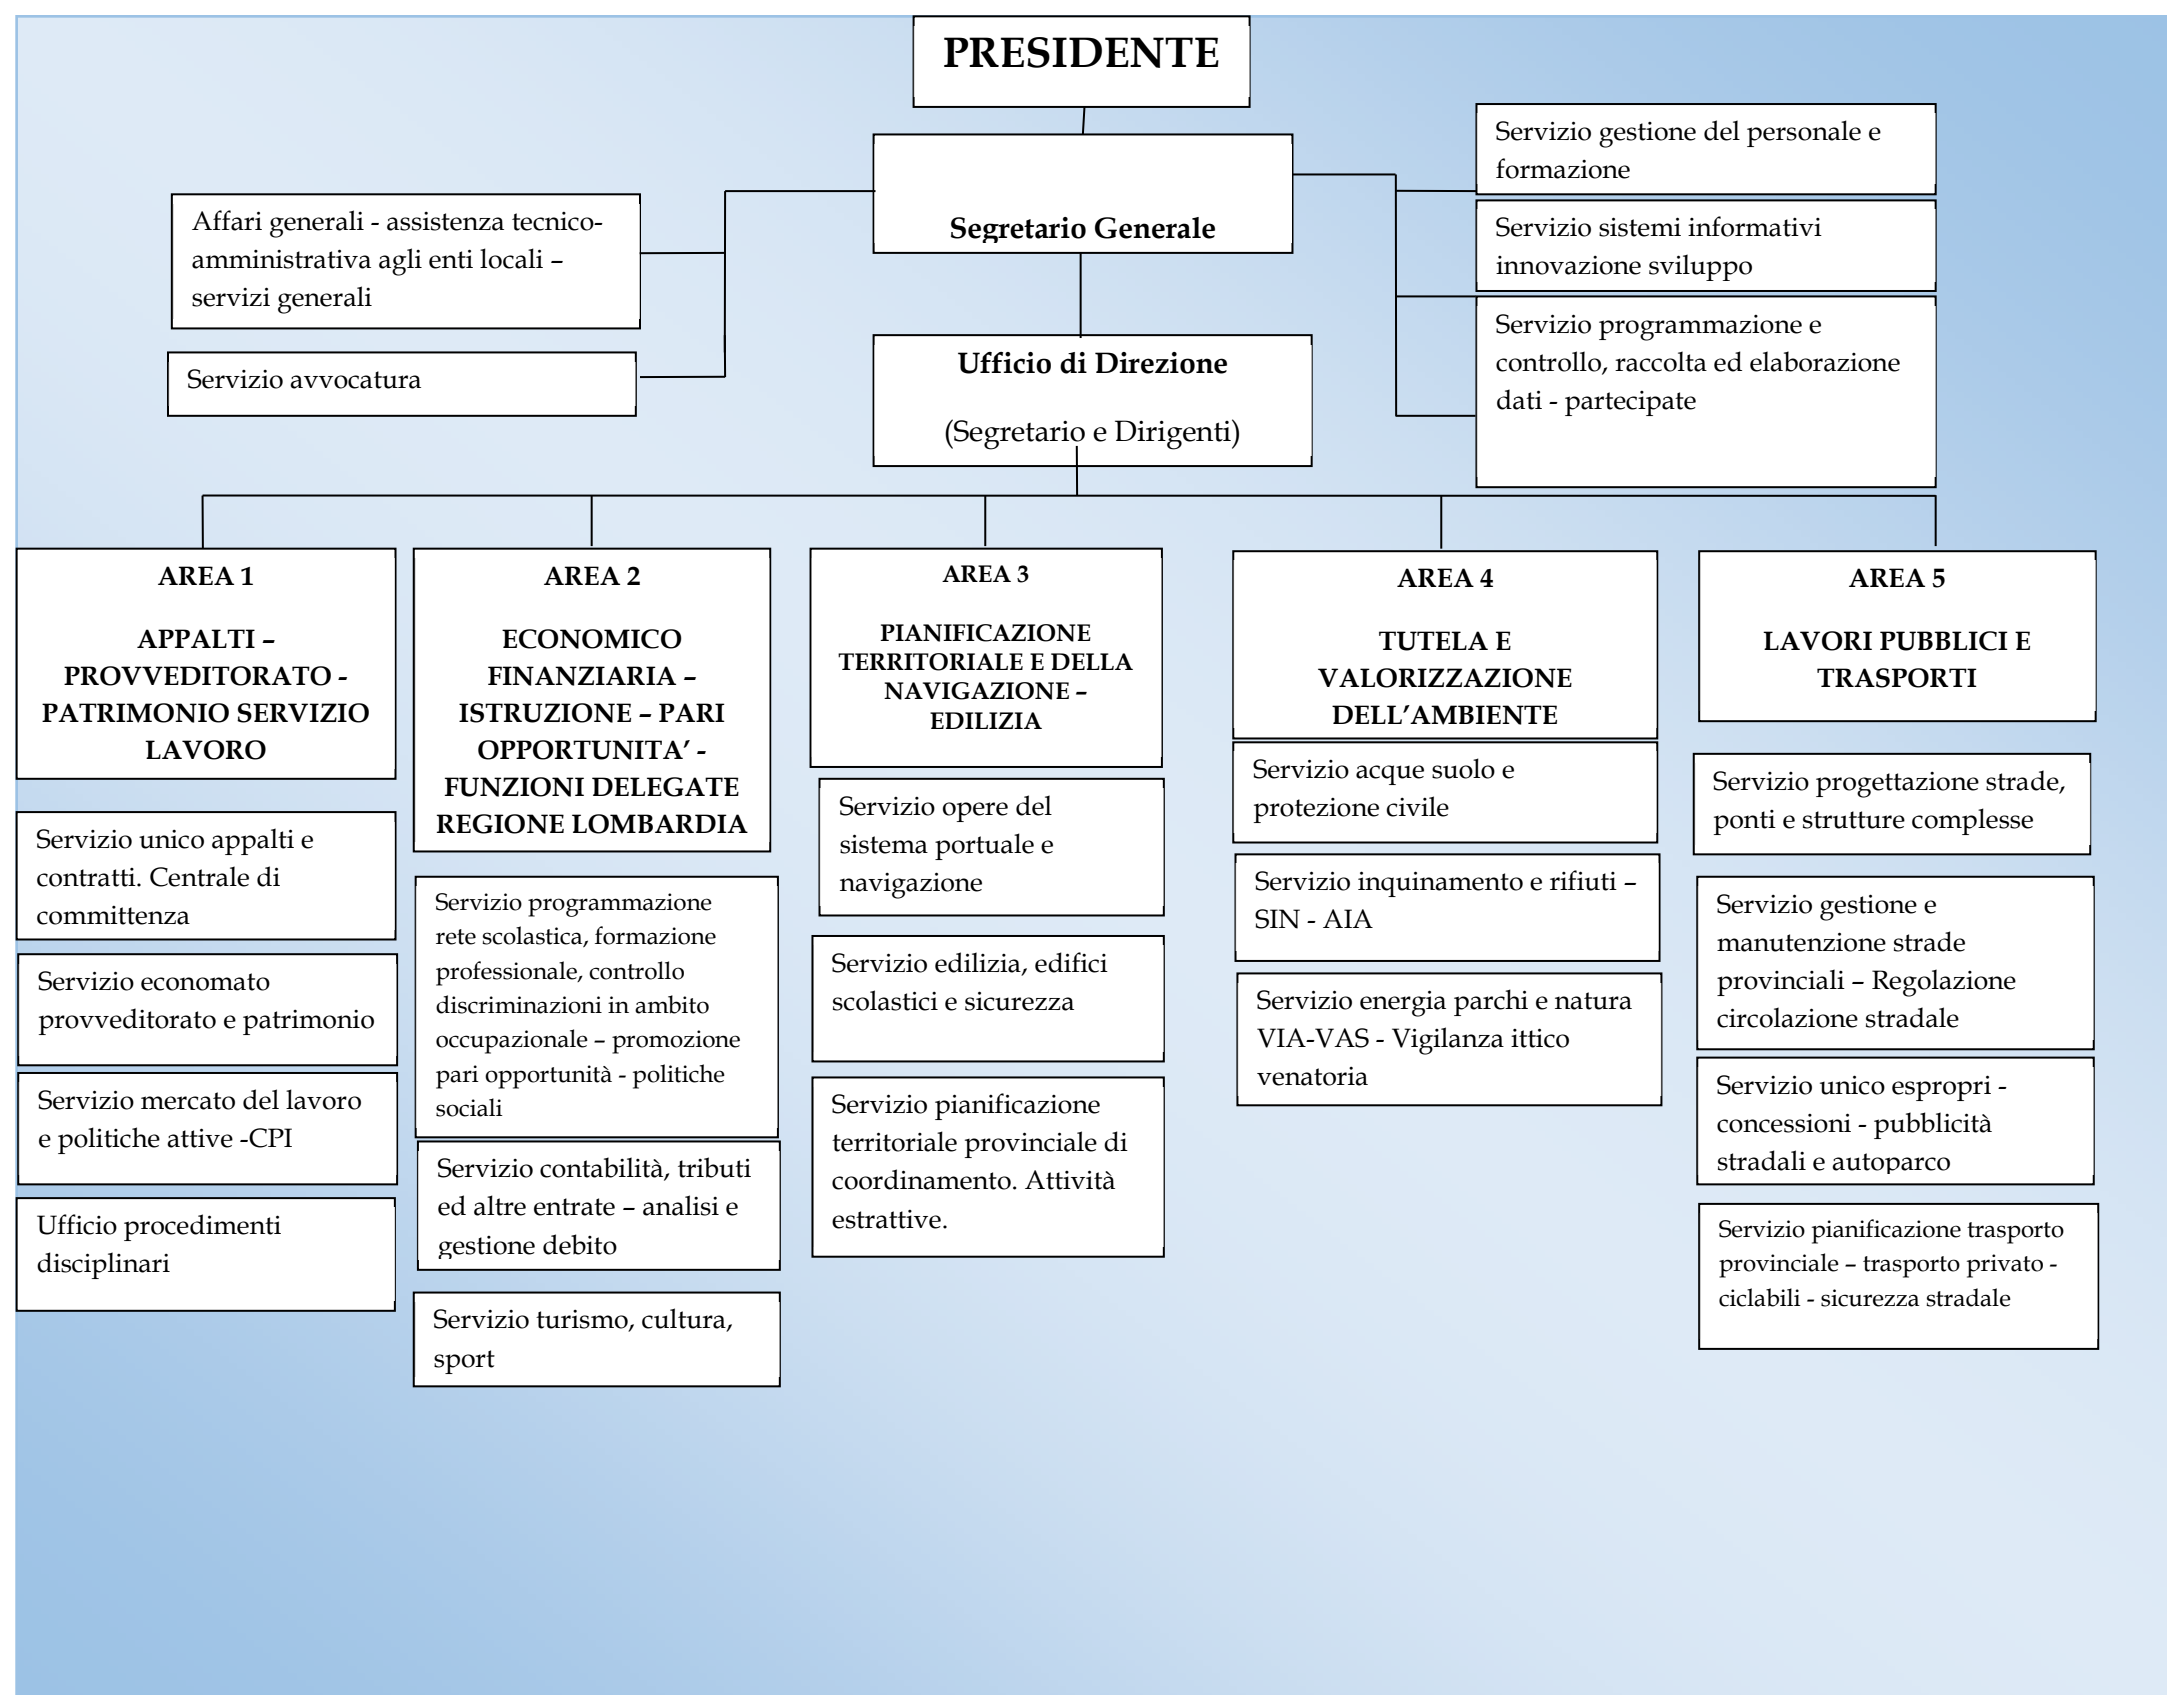 PRESIDENTE
Segretario Generale
Affari generali - assistenza tecnico-
amministrativa agli enti locali –
servizi generali
Servizio avvocatura
Servizio gestione del personale e
formazione
Servizio sistemi informativi
innovazione sviluppo
Servizio programmazione e
controllo, raccolta ed elaborazione
dati - partecipate
Ufficio di Direzione
(Segretario e Dirigenti)
AREA 1
APPALTI –
PROVVEDITORATO -
PATRIMONIO SERVIZIO
LAVORO
Servizio unico appalti e
contratti. Centrale di
committenza
Servizio economato
provveditorato e patrimonio
Servizio mercato del lavoro
e politiche attive -CPI
Ufficio procedimenti
disciplinari
AREA 2
ECONOMICO
FINANZIARIA –
ISTRUZIONE – PARI
OPPORTUNITA’ -
FUNZIONI DELEGATE
REGIONE LOMBARDIA
Servizio programmazione
rete scolastica, formazione
professionale, controllo
discriminazioni in ambito
occupazionale – promozione
pari opportunità - politiche
sociali
Servizio contabilità, tributi
ed altre entrate – analisi e
gestione debito
Servizio turismo, cultura,
sport
AREA 3
PIANIFICAZIONE
TERRITORIALE E DELLA
NAVIGAZIONE –
EDILIZIA
Servizio opere del
sistema portuale e
navigazione
Servizio edilizia, edifici
scolastici e sicurezza
Servizio pianificazione
territoriale provinciale di
coordinamento. Attività
estrattive.
AREA 4
TUTELA E
VALORIZZAZIONE
DELL’AMBIENTE
Servizio acque suolo e
protezione civile
Servizio inquinamento e rifiuti –
SIN - AIA
Servizio energia parchi e natura
VIA-VAS - Vigilanza ittico
venatoria
AREA 5
LAVORI PUBBLICI E
TRASPORTI
Servizio progettazione strade,
ponti e strutture complesse
Servizio gestione e
manutenzione strade
provinciali – Regolazione
circolazione stradale
Servizio unico espropri -
concessioni - pubblicità
stradali e autoparco
Servizio pianificazione trasporto
provinciale – trasporto privato -
ciclabili - sicurezza stradale